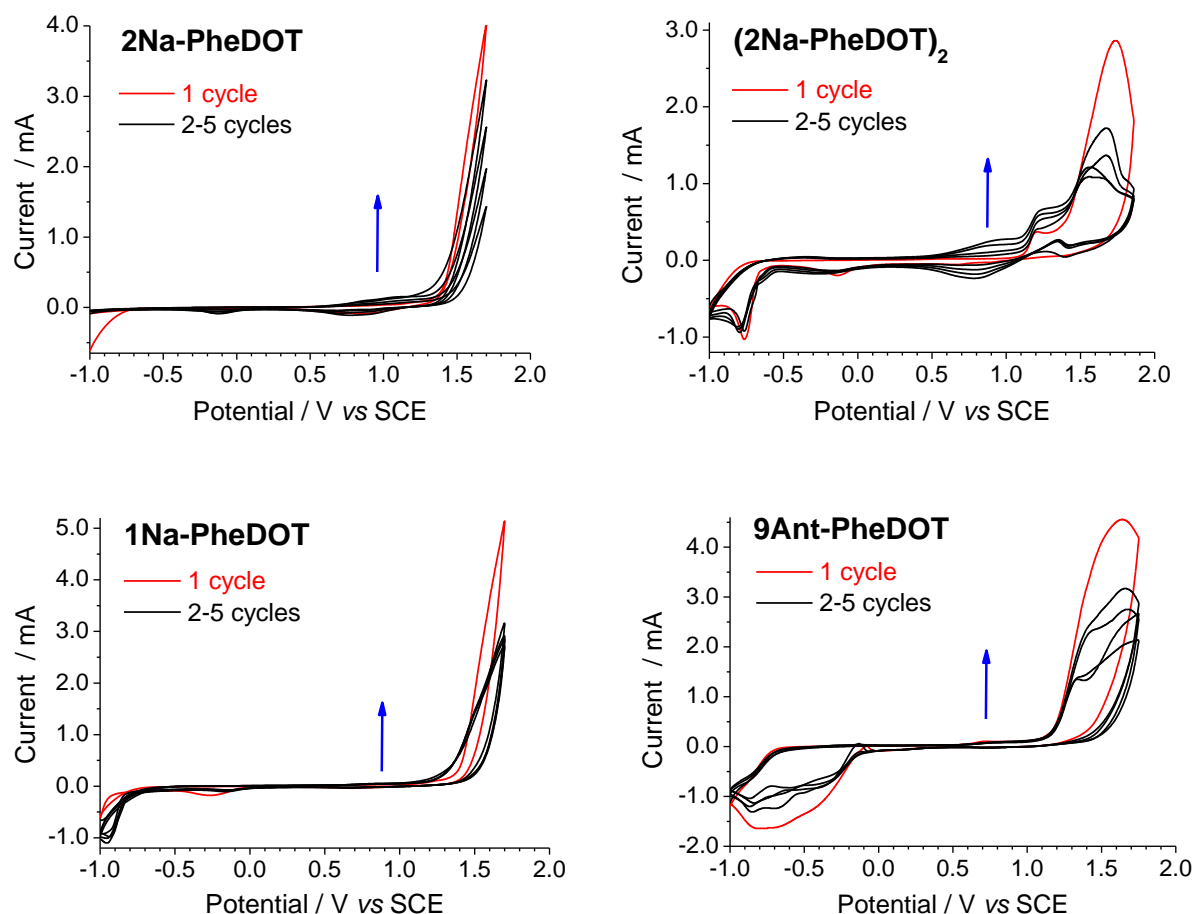 2Na-PheDOT
1 cycle
2-5 cycles
Current / mA
4.0
3.0
2.0
1.0
0.0
-1.0 -0.5 0.0 0.5 1.0 1.5 2.0
Potential / V vs SCE
(2Na-PheDOT)2
1 cycle
2-5 cycles
Current / mA
3.0
2.0
1.0
0.0
-1.0
-1.0 -0.5 0.0 0.5 1.0 1.5 2.0
Potential / V vs SCE
1Na-PheDOT
1 cycle
2-5 cycles
Current / mA
5.0
4.0
3.0
2.0
1.0
0.0
-1.0
-1.0 -0.5 0.0 0.5 1.0 1.5 2.0
Potential / V vs SCE
9Ant-PheDOT
1 cycle
2-5 cycles
Current / mA
4.0
3.0
2.0
1.0
0.0
-1.0
-2.0
-1.0 -0.5 0.0 0.5 1.0 1.5 2.0
Potential / V vs SCE